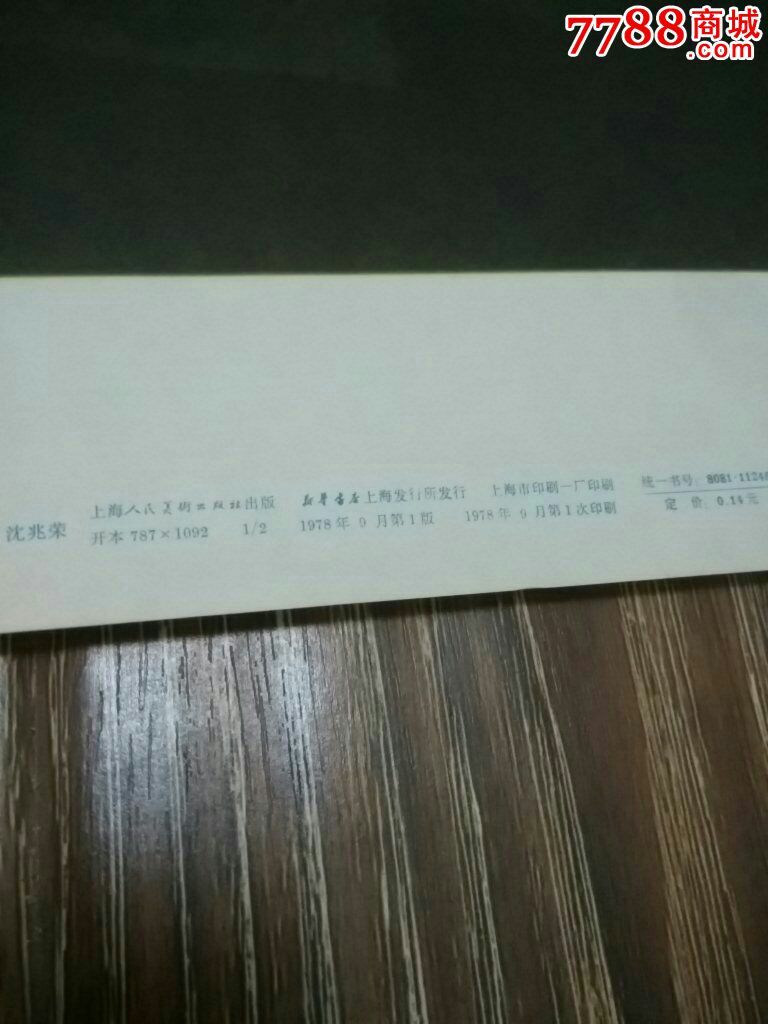 7788商城
.com
沈兆荣
上海人民美術出版社出版
开本 787×1092 1/2
新华书店上海发行所发行
1978年 9 月第1版
上海市印刷一厂印刷
1978年 9 月第1次印刷
统一书号: 8081·11246
定 价: 0.14元